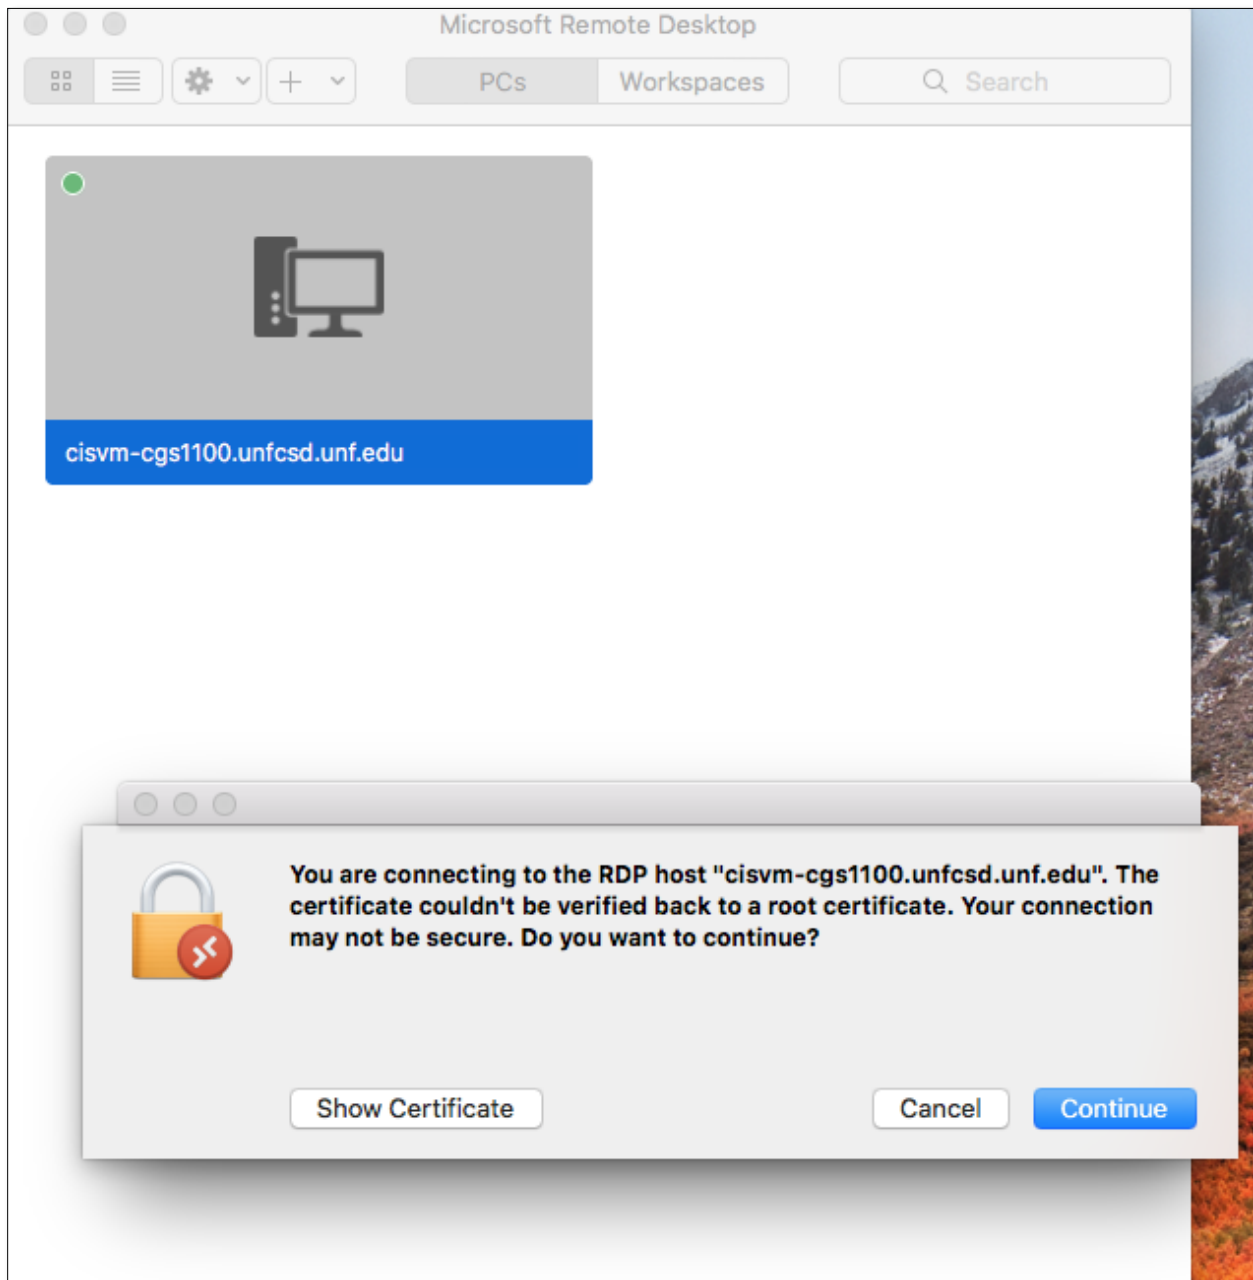 Microsoft Remote Desktop
PCs Workspaces Search
cisvm-cgs1100.unfcsd.unf.edu
You are connecting to the RDP host "cisvm-cgs1100.unfcsd.unf.edu". The
certificate couldn't be verified back to a root certificate. Your connection
may not be secure. Do you want to continue?
Show Certificate Cancel Continue